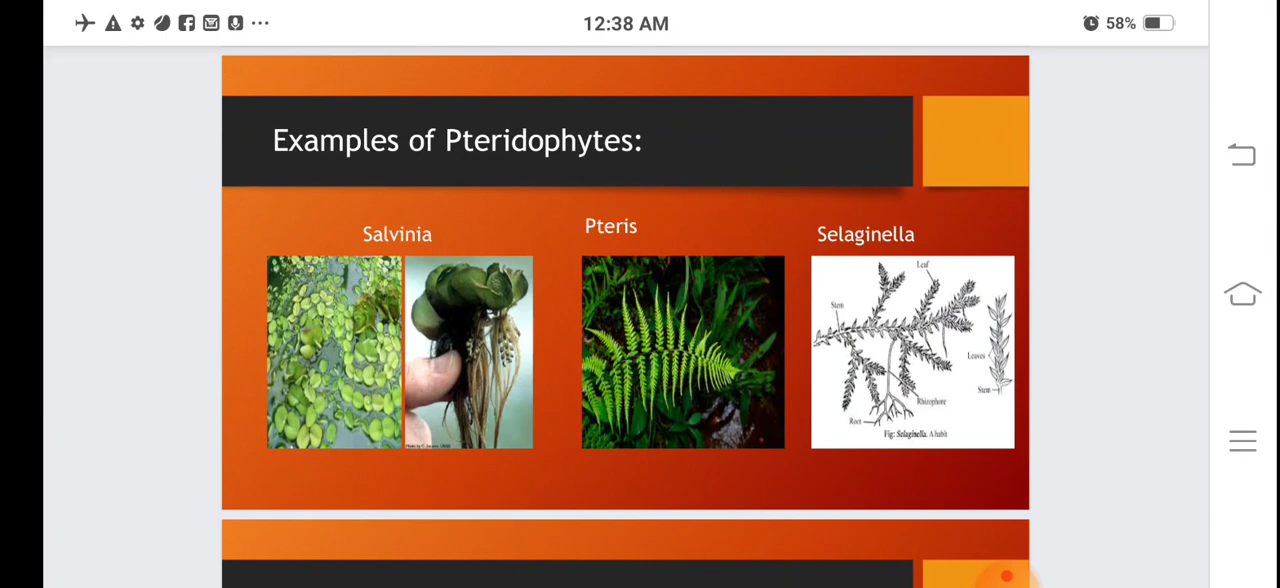 12:38 AM
58%
Examples of Pteridophytes:
Salvinia
Pteris
Selaginella
Leaf
Stem
Leaves
Stem
Rhizophore
Root
Fig: Selaginella. A habit